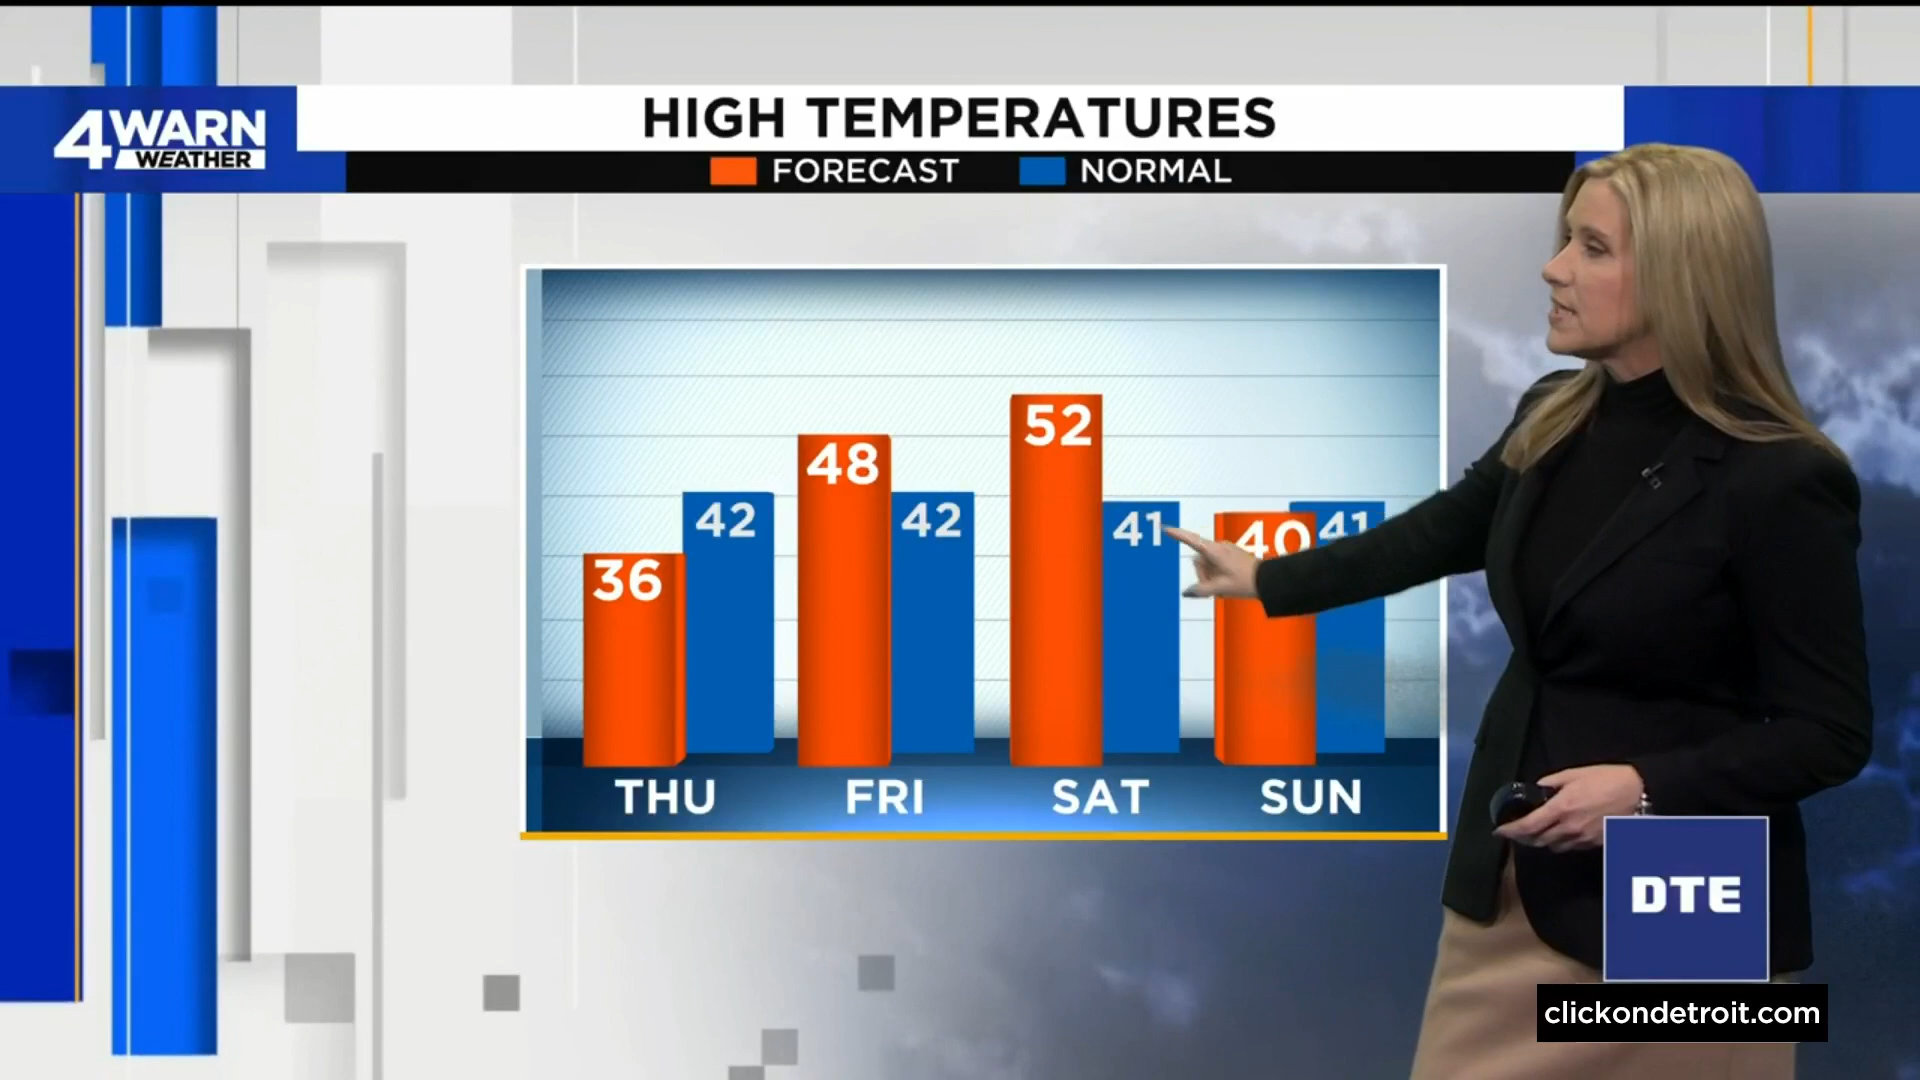 4WARN
WEATHER
HIGH TEMPERATURES
FORECAST NORMAL
36 42 48 42 52 41 40 41
THU FRI SAT SUN
DTE
clickondetroit.com